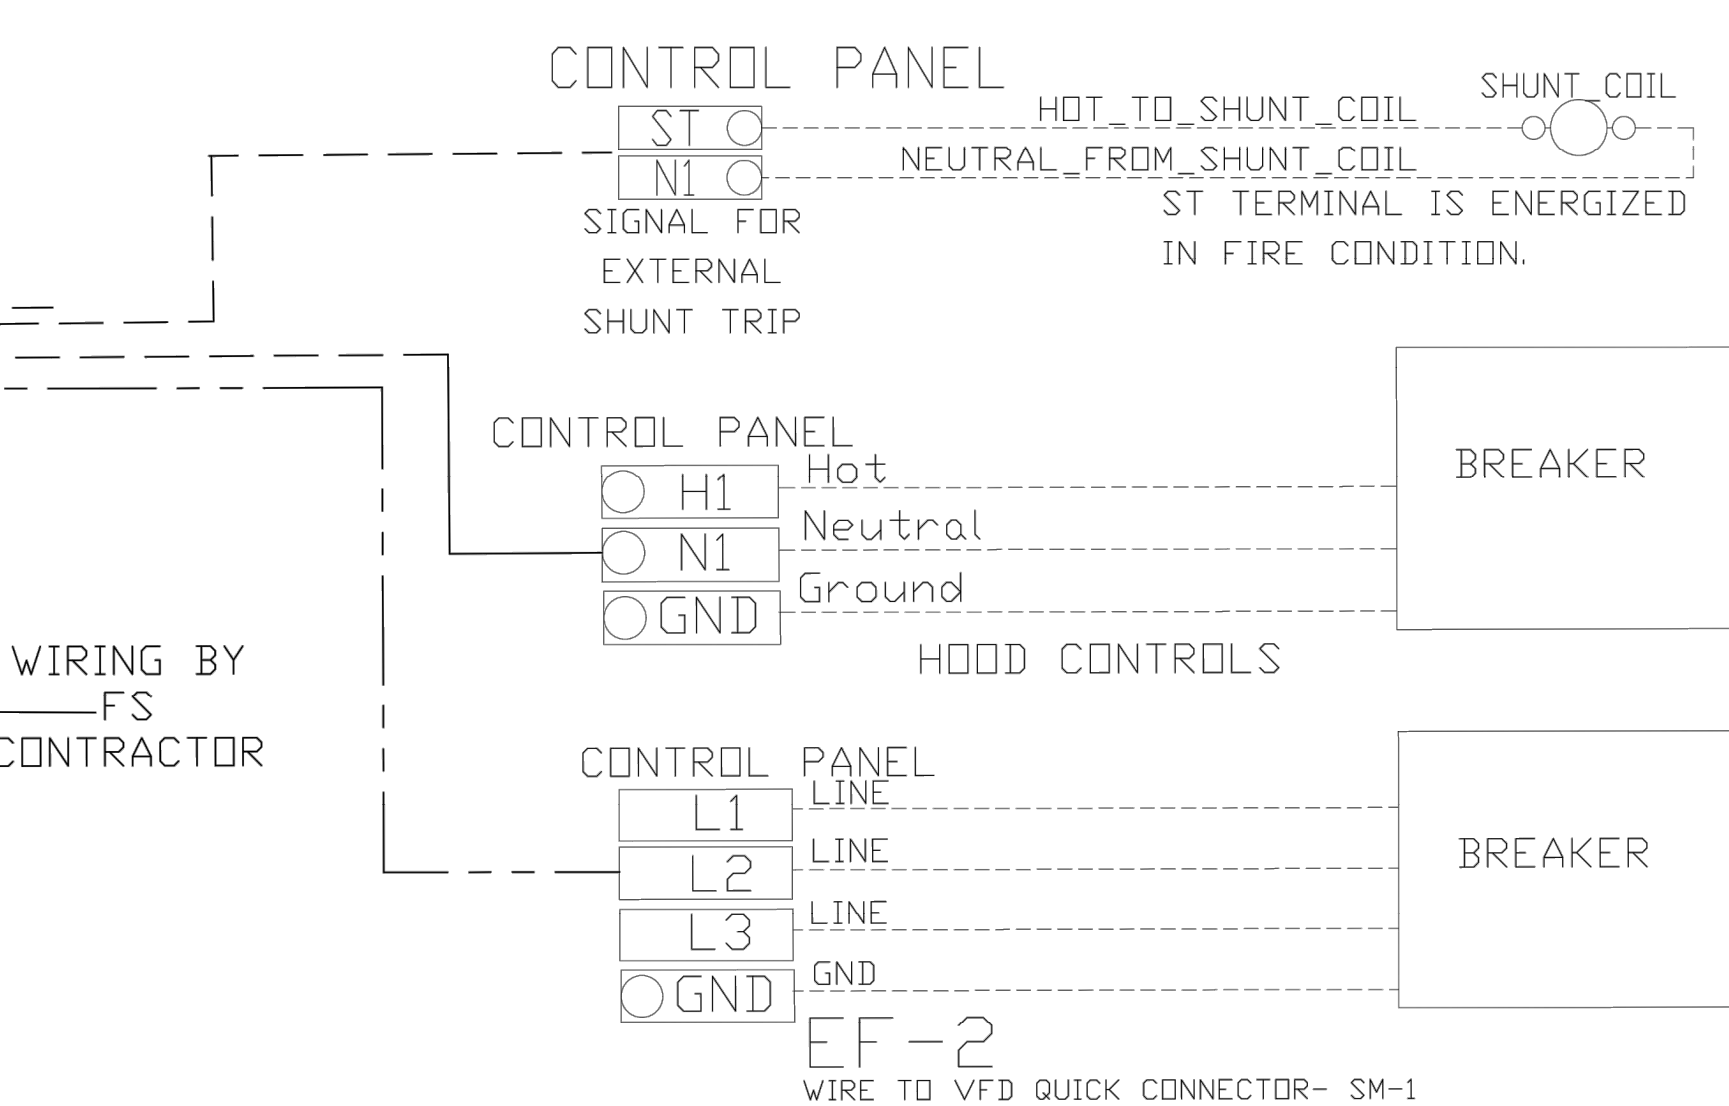 CONTROL PANEL
SHUNT_COIL
ST
HOT_TO_SHUNT_COIL
N1
NEUTRAL_FROM_SHUNT_COIL
SIGNAL FOR
EXTERNAL
SHUNT TRIP
ST TERMINAL IS ENERGIZED
IN FIRE CONDITION.
CONTROL PANEL
H1
Hot
N1
Neutral
GND
Ground
BREAKER
HOOD CONTROLS
WIRING BY
FS
CONTRACTOR
CONTROL PANEL
L1
LINE
L2
LINE
L3
LINE
GND
GND
BREAKER
EF-2
WIRE TO VFD QUICK CONNECTOR- SM-1